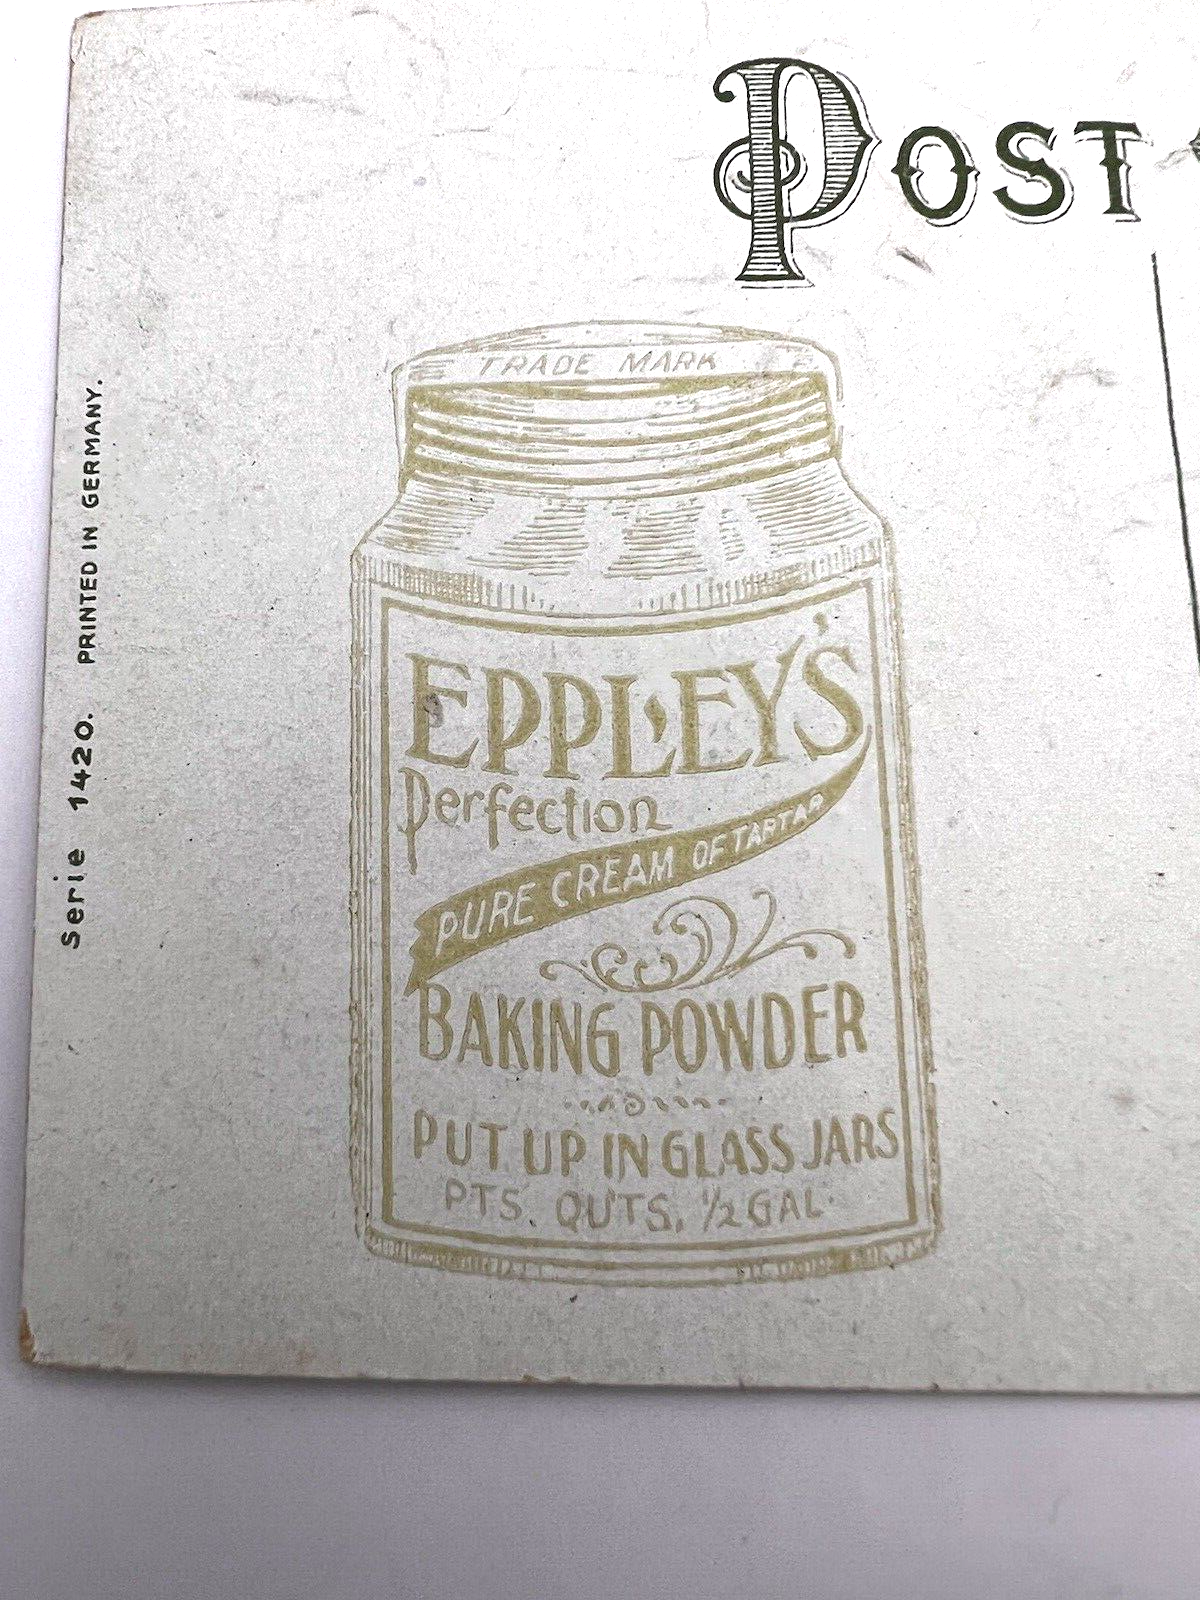 POST
Serie 1420. PRINTED IN GERMANY.
TRADE MARK
EPPLEY'S
Perfection
PURE CREAM OF TARTAR
BAKING POWDER
PUT UP IN GLASS JARS
PTS. QUTS. ½ GAL